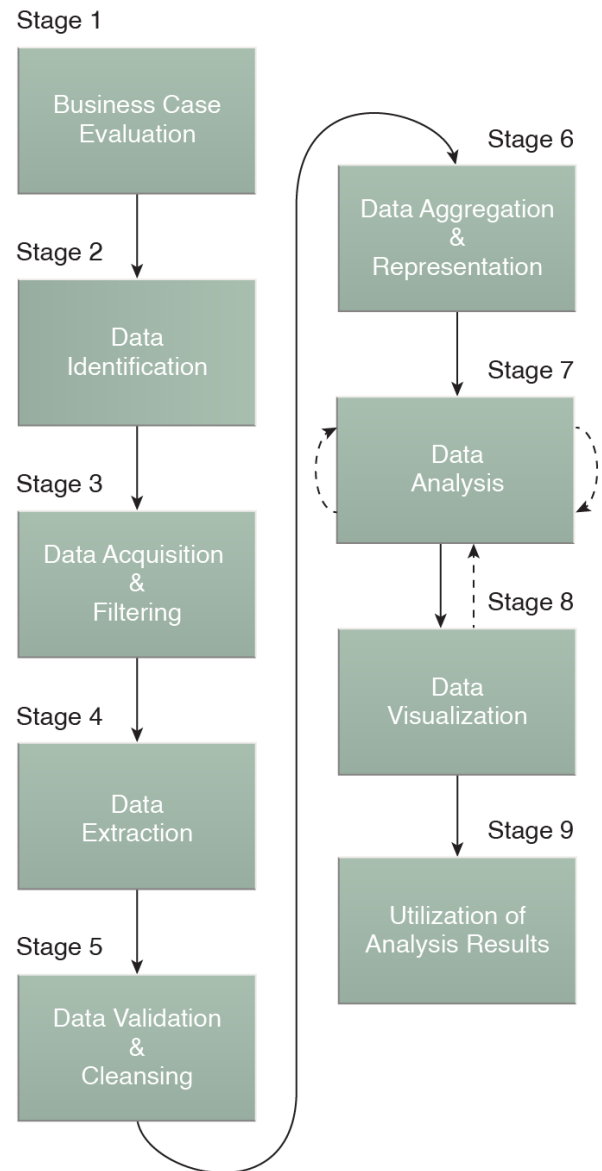 Stage 1
Business Case
Evaluation
Stage 2
Data
Identification
Stage 3
Data Acquisition
&
Filtering
Stage 4
Data
Extraction
Stage 5
Data Validation
&
Cleansing
Stage 6
Data Aggregation
&
Representation
Stage 7
Data
Analysis
Stage 8
Data
Visualization
Stage 9
Utilization of
Analysis Results